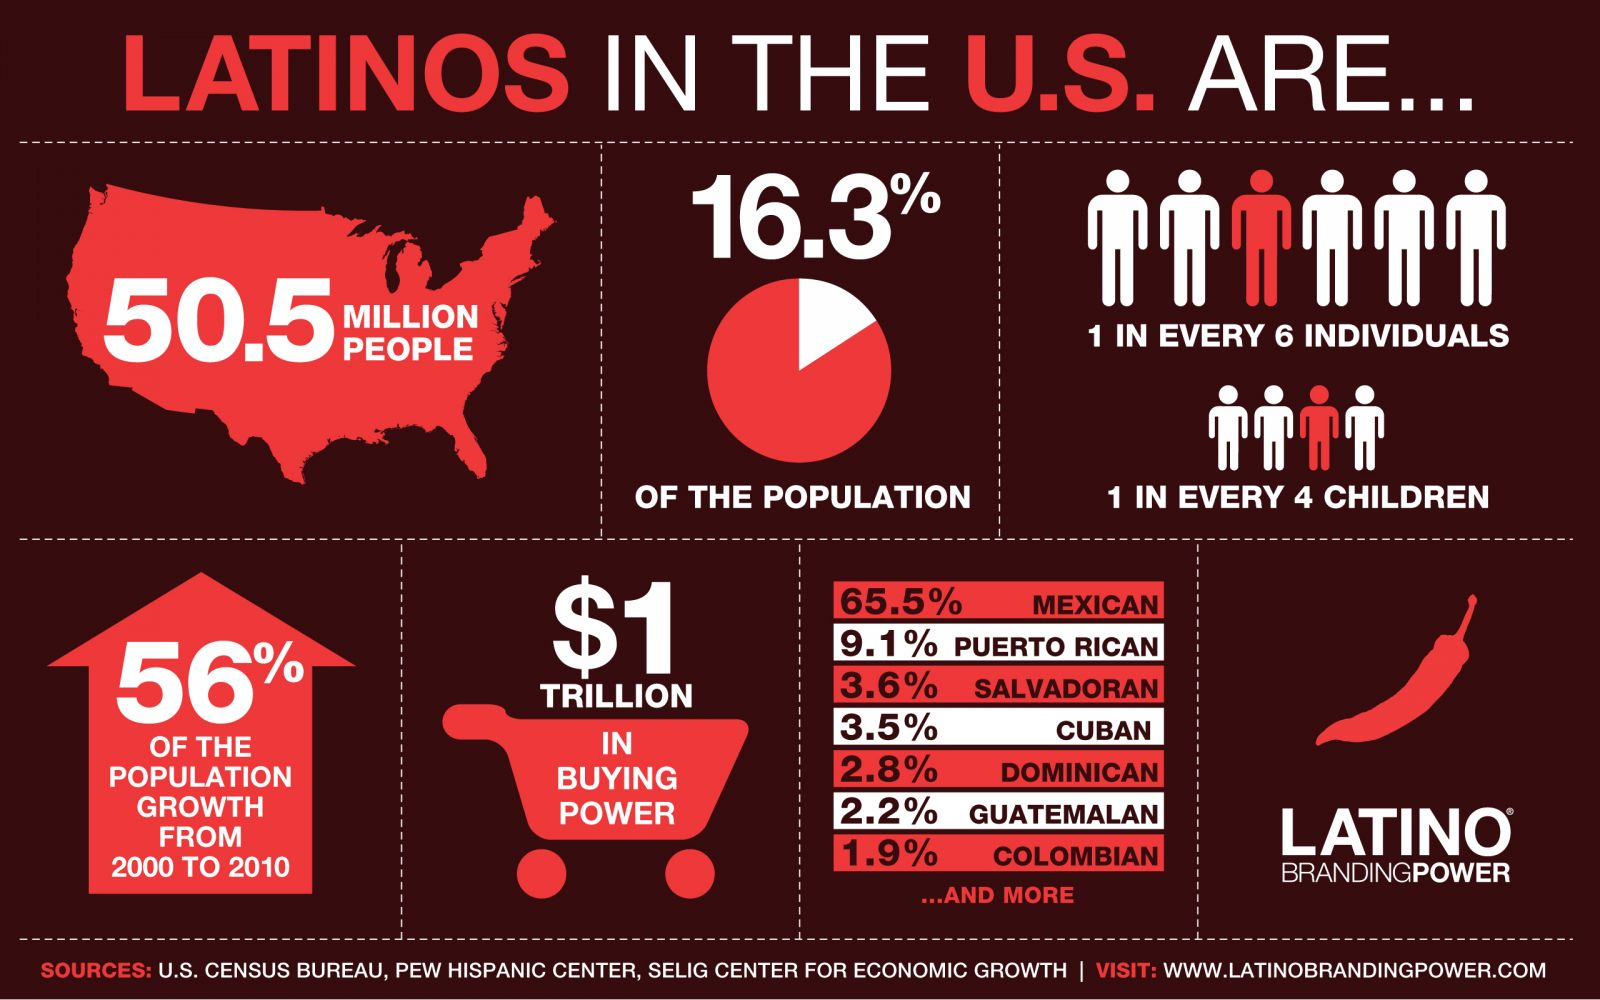 LATINOS IN THE U.S. ARE...
50.5 MILLION
PEOPLE
16.3%
OF THE POPULATION
1 IN EVERY 6 INDIVIDUALS
1 IN EVERY 4 CHILDREN
56%
OF THE
POPULATION
GROWTH
FROM
2000 TO 2010
$1
TRILLION
IN
BUYING
POWER
65.5% MEXICAN
9.1% PUERTO RICAN
3.6% SALVADORAN
3.5% CUBAN
2.8% DOMINICAN
2.2% GUATEMALAN
1.9% COLOMBIAN
...AND MORE
LATINO®
BRANDINGPOWER
SOURCES: U.S. CENSUS BUREAU, PEW HISPANIC CENTER, SELIG CENTER FOR ECONOMIC GROWTH | VISIT: WWW.LATINOBRANDINGPOWER.COM